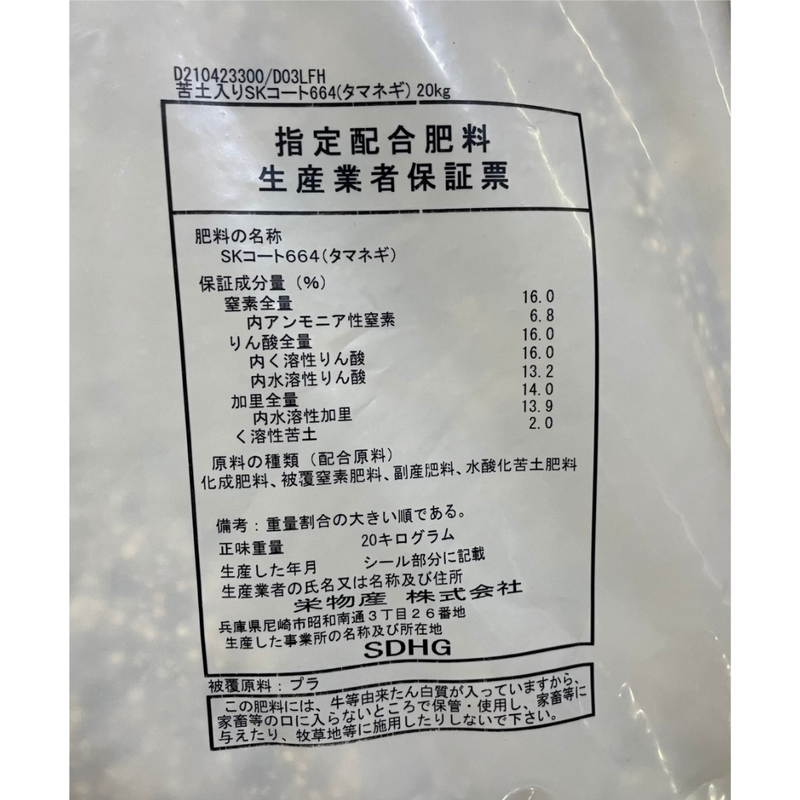 D210423300/D03LFH
苦土入りSKコート664(タマネギ) 20kg
指定配合肥料
生産業者保証票
肥料の名称
SKコート664(タマネギ)
保証成分量(%)
窒素全量 16.0
内アンモニア性窒素 6.8
りん酸全量 16.0
内く溶性りん酸 16.0
内水溶性りん酸 13.2
加里全量 14.0
内水溶性加里 13.9
く溶性苦土 2.0
原料の種類(配合原料)
化成肥料、被覆窒素肥料、副産肥料、水酸化苦土肥料
備考:重量割合の大きい順である。
正味重量 20キログラム
生産した年月 シール部分に記載
生産業者の氏名又は名称及び住所
栄物産 株式会社
兵庫県尼崎市昭和南通3丁目26番地
生産した事業所の名称及び所在地
SDHG
被覆原料:プラ
この肥料には、牛等由来たん白質が入っていますから、
家畜等の口に入らないところで保管・使用し、家畜等に
与えたり、牧草地等に施用したりしないで下さい。